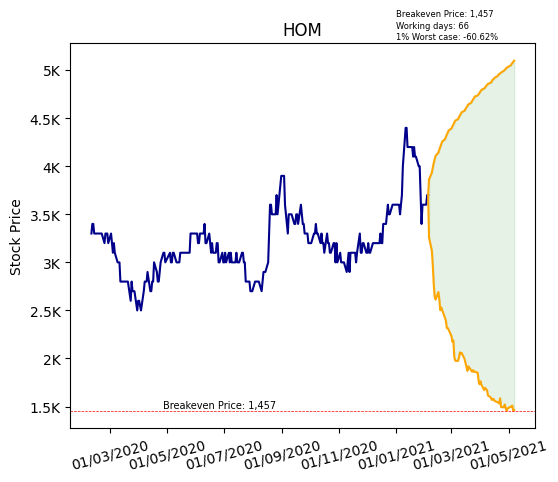 Breakeven Price: 1,457
Working days: 66
1% Worst case: -60.62%
HOM
Stock Price
5K
4.5K
4K
3.5K
3K
2.5K
2K
1.5K
Breakeven Price: 1,457
01/03/2020
01/05/2020
01/07/2020
01/09/2020
01/11/2020
01/01/2021
01/03/2021
01/05/2021